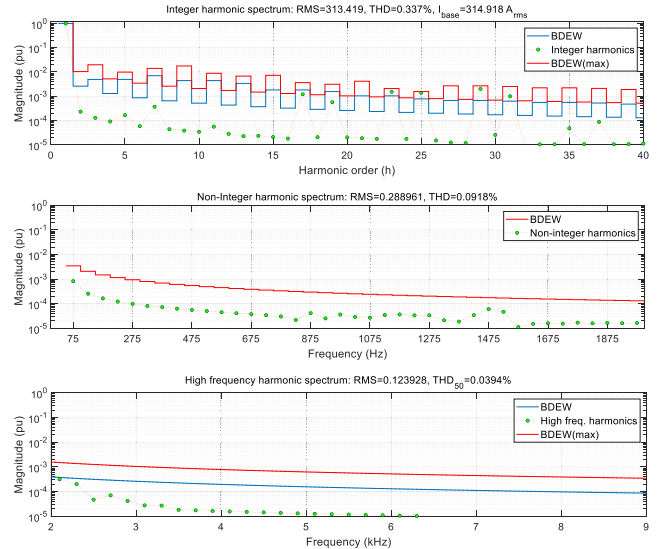 Integer harmonic spectrum: RMS=313.419, THD=0.337%, I_base=314.918 A_rms
Magnitude (pu)
10^0
10^-1
10^-2
10^-3
10^-4
10^-5
BDEW
Integer harmonics
BDEW(max)
0 5 10 15 20 25 30 35 40
Harmonic order (h)
Non-Integer harmonic spectrum: RMS=0.288961, THD=0.0918%
Magnitude (pu)
10^0
10^-1
10^-2
10^-3
10^-4
10^-5
BDEW
Non-integer harmonics
75 275 475 675 875 1075 1275 1475 1675 1875
Frequency (Hz)
High frequency harmonic spectrum: RMS=0.123928, THD_50=0.0394%
Magnitude (pu)
10^0
10^-1
10^-2
10^-3
10^-4
10^-5
BDEW
High freq. harmonics
BDEW(max)
2 3 4 5 6 7 8 9
Frequency (kHz)